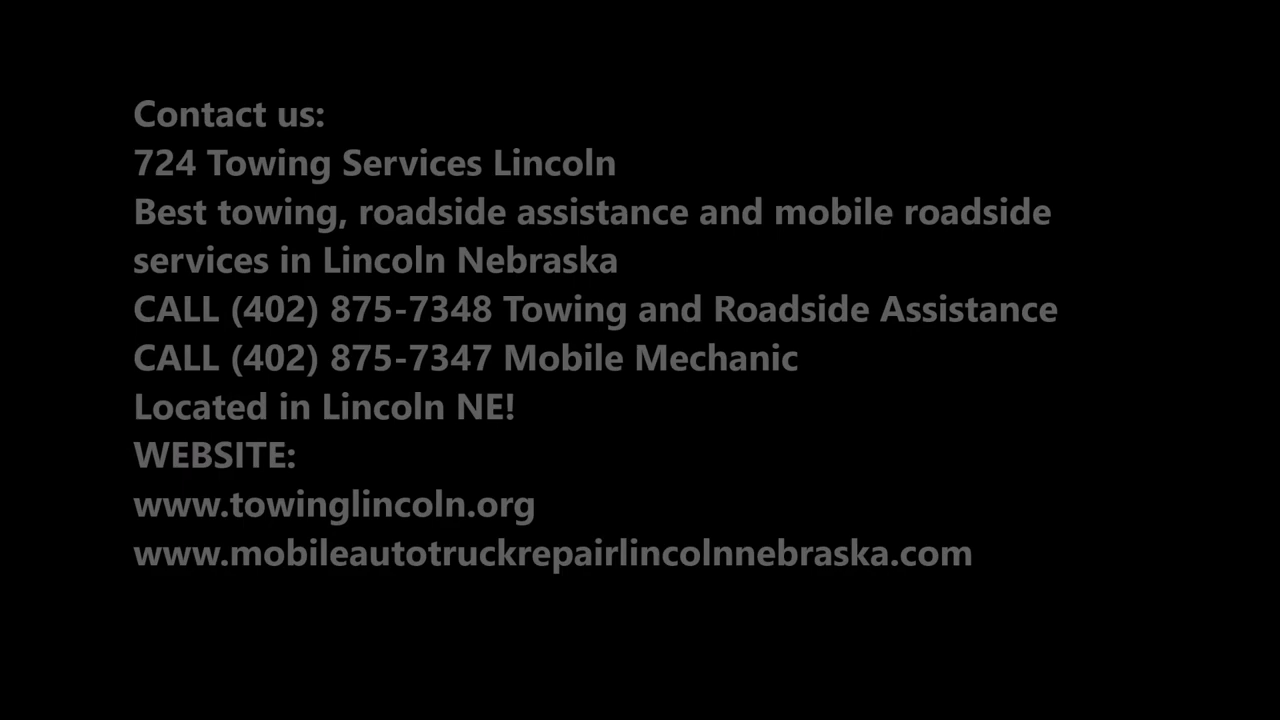 Contact us:
724 Towing Services Lincoln
Best towing, roadside assistance and mobile roadside
services in Lincoln Nebraska
CALL (402) 875-7348 Towing and Roadside Assistance
CALL (402) 875-7347 Mobile Mechanic
Located in Lincoln NE!
WEBSITE:
www.towinglincoln.org
www.mobileautotruckrepairlincolnnebraska.com